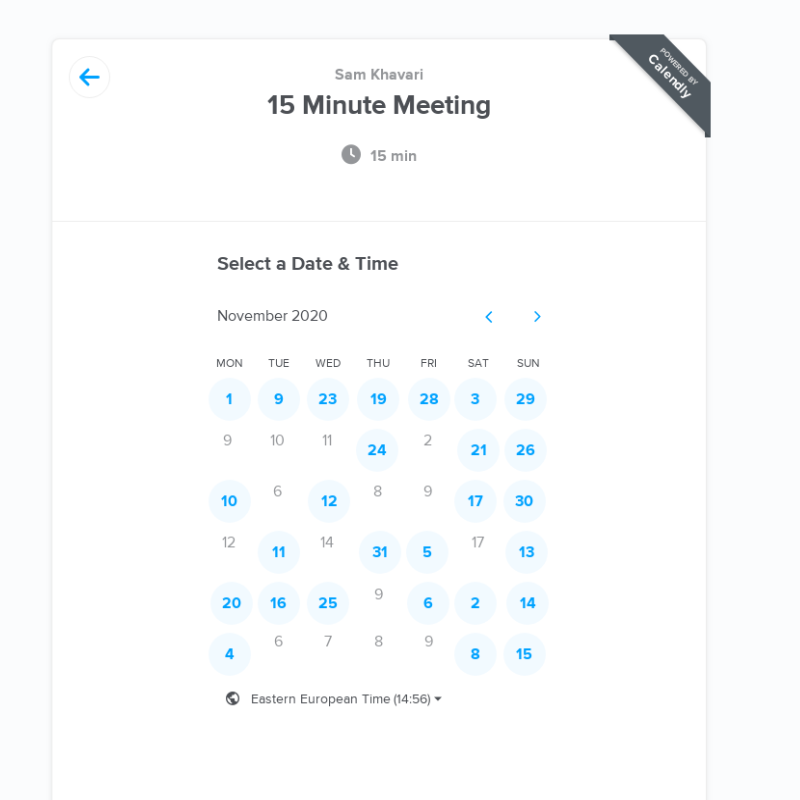 Sam Khavari
POWERED BY
Calendly
15 Minute Meeting
15 min
Select a Date & Time
November 2020
MON TUE WED THU FRI SAT SUN
1 9 23 19 28 3 29
9 10 11 24 2 21 26
10 6 12 8 9 17 30
12 11 14 31 5 17 13
20 16 25 9 6 2 14
4 6 7 8 9 8 15
Eastern European Time (14:56)